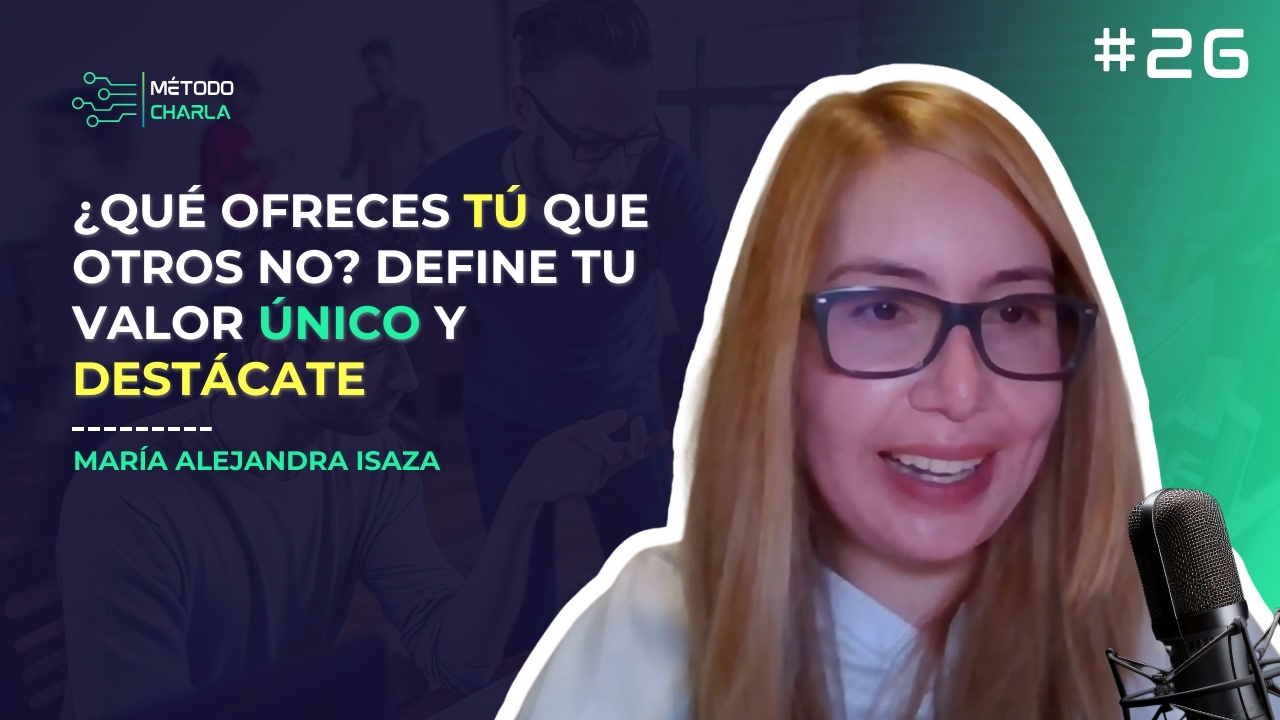 MÉTODO
CHARLA
#26
¿QUÉ OFRECES TÚ QUE
OTROS NO? DEFINE TU
VALOR ÚNICO Y
DESTÁCATE
MARÍA ALEJANDRA ISAZA